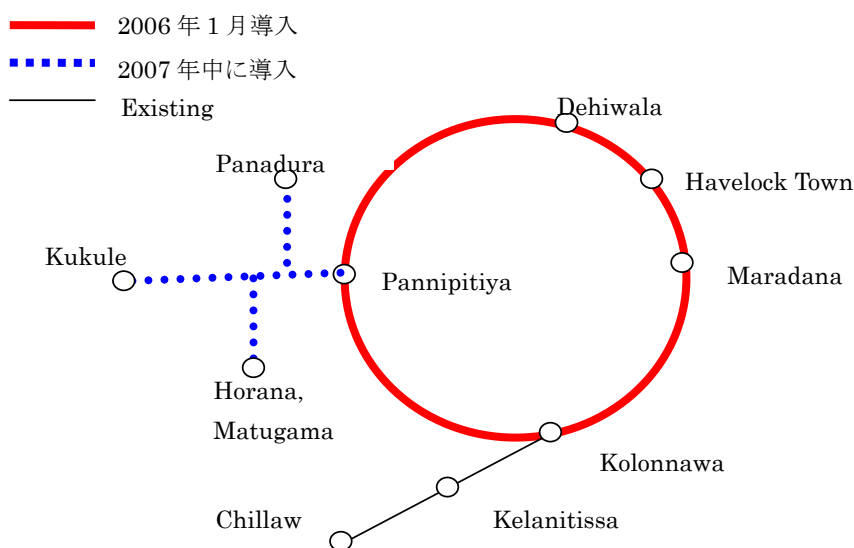 2006 年 1 月導入
2007 年中に導入
Existing
Dehiwala
Panadura
Havelock Town
Kukule
Maradana
Pannipitiya
Horana,
Matugama
Kolonnawa
Chillaw
Kelanitissa